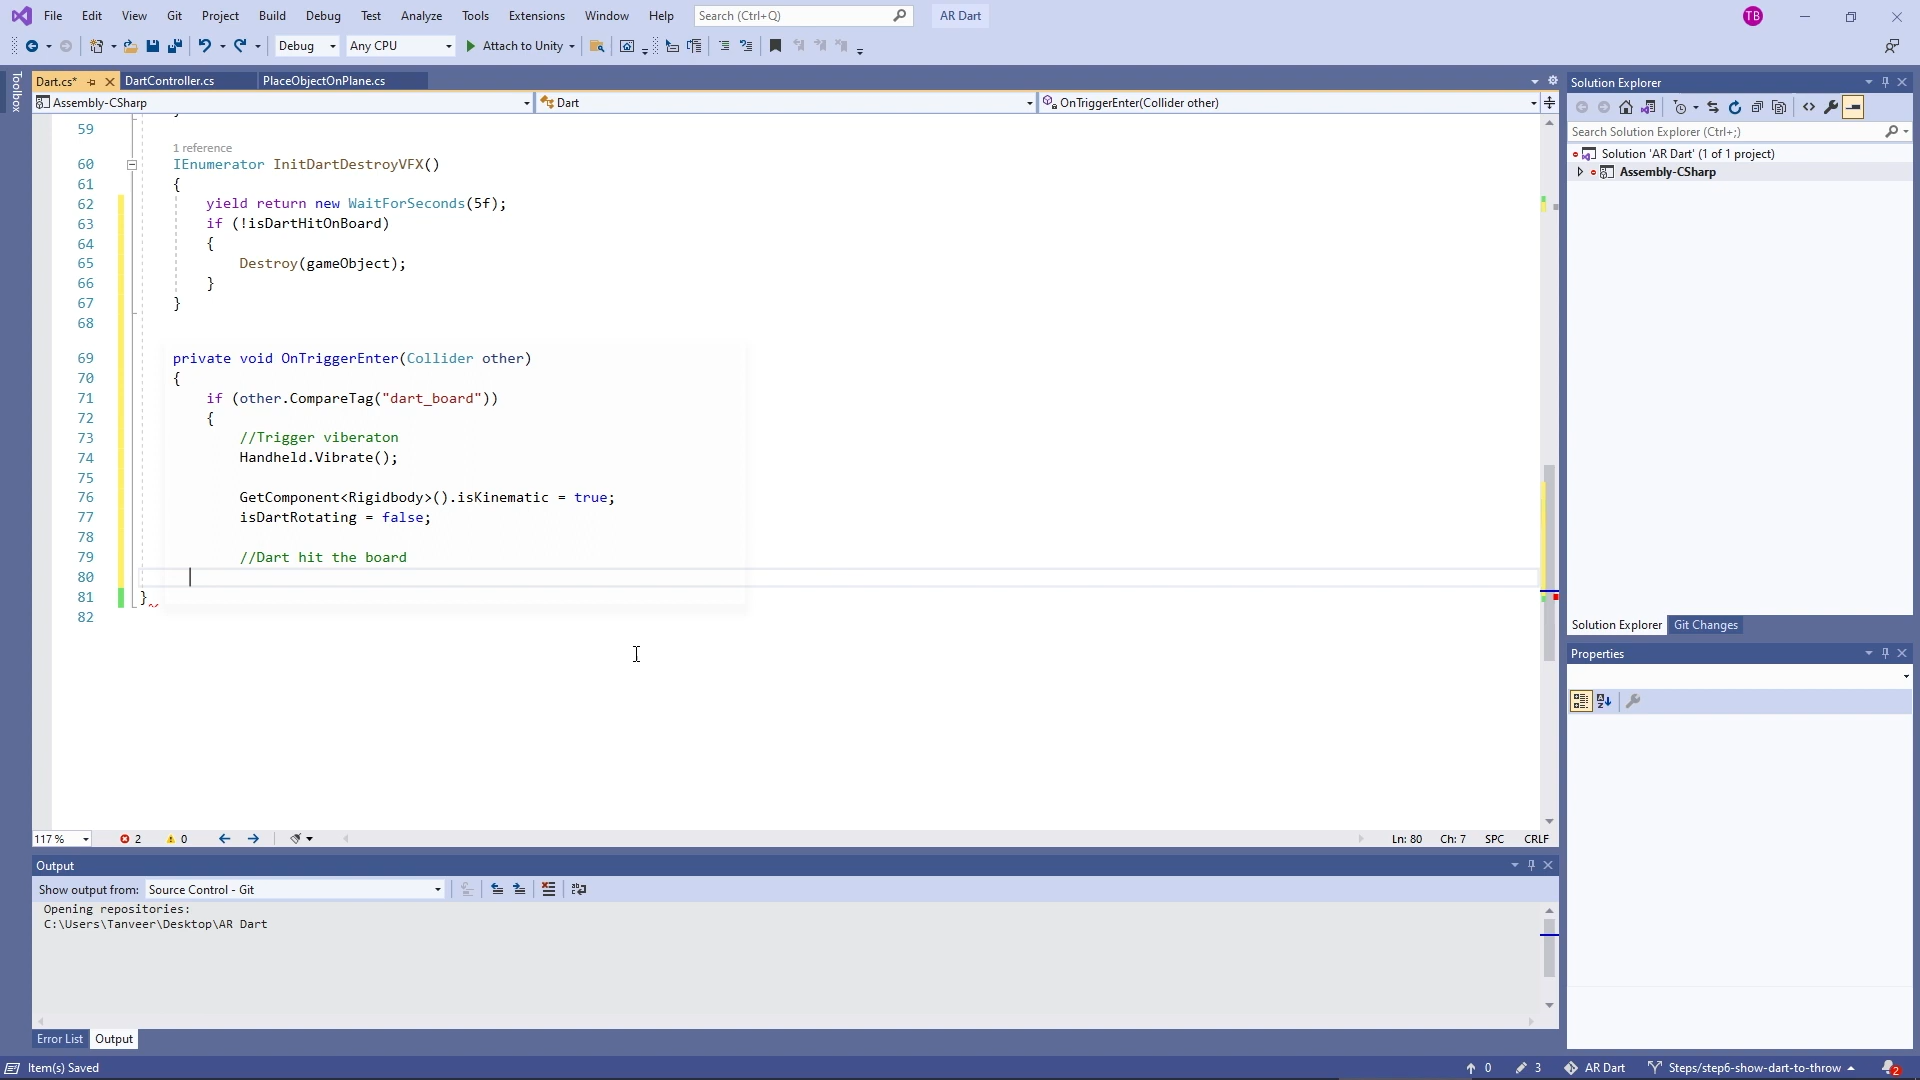 File Edit View Git Project Build Debug Test Analyze Tools Extensions Window Help Search (Ctrl+Q) AR Dart TB
Debug Any CPU Attach to Unity
Toolbox
Dart.cs* DartController.cs PlaceObjectOnPlane.cs
Assembly-CSharp Dart OnTriggerEnter(Collider other)
59
1 reference
60 IEnumerator InitDartDestroyVFX()
61 {
62 yield return new WaitForSeconds(5f);
63 if (!isDartHitOnBoard)
64 {
65 Destroy(gameObject);
66 }
67 }
68
69 private void OnTriggerEnter(Collider other)
70 {
71 if (other.CompareTag("dart_board"))
72 {
73 //Trigger viberaton
74 Handheld.Vibrate();
75
76 GetComponent<Rigidbody>().isKinematic = true;
77 isDartRotating = false;
78
79 //Dart hit the board
80
81 }
82
117 % 2 0 Ln: 80 Ch: 7 SPC CRLF
Output
Show output from: Source Control - Git
Opening repositories:
C:\Users\Tanveer\Desktop\AR Dart
Error List Output
Solution Explorer
Search Solution Explorer (Ctrl+;)
Solution 'AR Dart' (1 of 1 project)
Assembly-CSharp
Solution Explorer Git Changes
Properties
Item(s) Saved 0 3 AR Dart Steps/step6-show-dart-to-throw 2